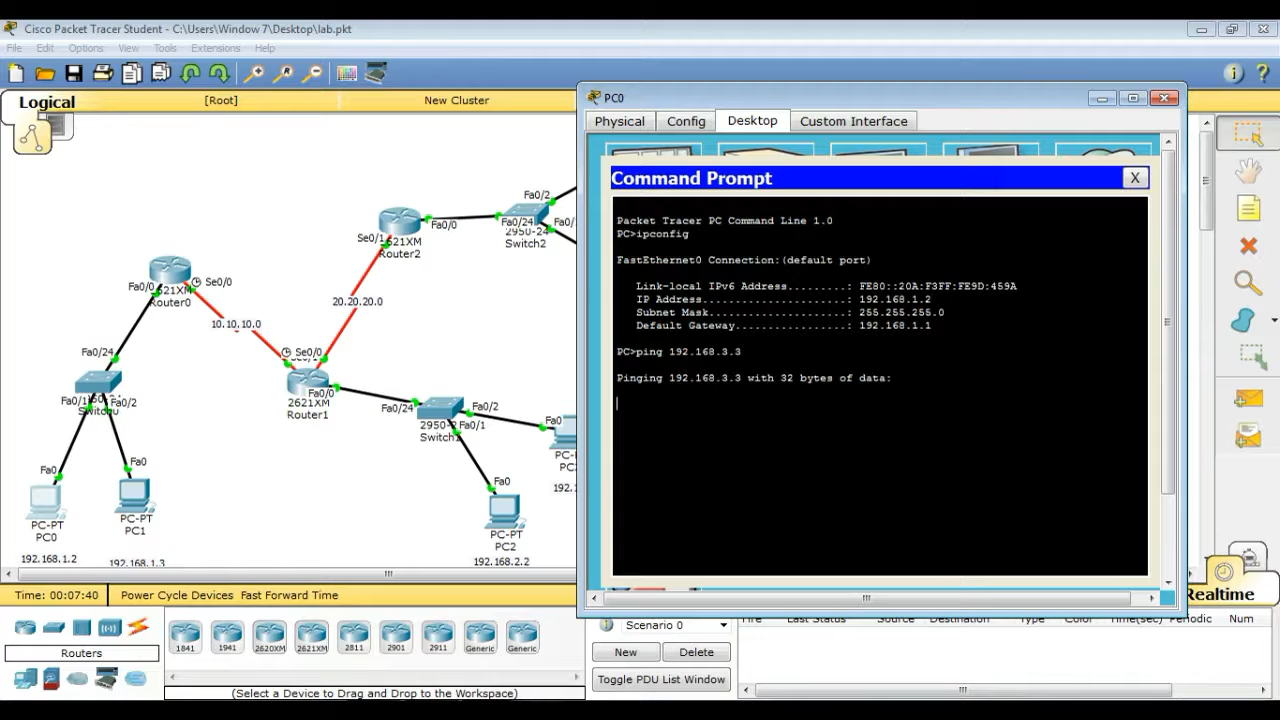 Cisco Packet Tracer Student - C:\Users\Window 7\Desktop\lab.pkt
File Edit Options View Tools Extensions Help
Logical
[Root]
New Cluster
PC0
Physical Config Desktop Custom Interface
Command Prompt
X
Packet Tracer PC Command Line 1.0
PC>ipconfig
FastEthernet0 Connection:(default port)
Link-local IPv6 Address.........: FE80::20A:F3FF:FE9D:459A
IP Address......................: 192.168.1.2
Subnet Mask.....................: 255.255.255.0
Default Gateway.................: 192.168.1.1
PC>ping 192.168.3.3
Pinging 192.168.3.3 with 32 bytes of data:
Fa0/2
Fa0/0
Fa0/24
2950-24
Switch2
Se0/1
Router2
Se0/0
Fa0/0
Router0
20.20.20.0
10.10.10.0
Se0/0
Fa0/0
2621XM
Router1
Fa0/24
Fa0/1
Fa0/2
Fa0/24
Fa0/2
Fa0/1
Fa0
Fa0
Fa0
Fa0
PC-PT
PC0
PC-PT
PC1
PC-PT
PC2
192.168.1.2
192.168.1.3
192.168.2.2
Time: 00:07:40 Power Cycle Devices Fast Forward Time
Realtime
Routers
1841 1941 2620XM 2621XM 2811 2901 2911 Generic Generic
(Select a Device to Drag and Drop to the Workspace)
Scenario 0
New Delete
Toggle PDU List Window
Fire Last Status Source Destination Type Color Time(sec) Periodic Num